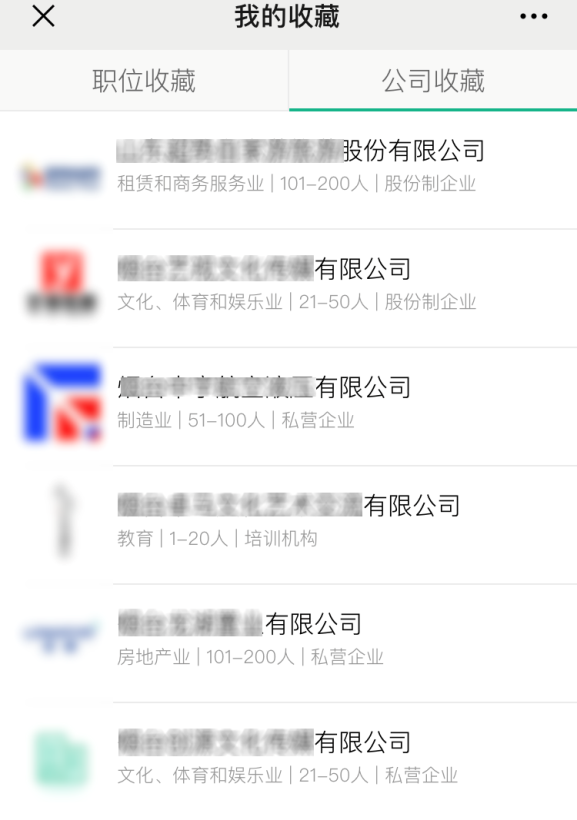 我的收藏
职位收藏
公司收藏
股份有限公司
租赁和商务服务业 | 101-200人 | 股份制企业
有限公司
文化、体育和娱乐业 | 21-50人 | 股份制企业
有限公司
制造业 | 51-100人 | 私营企业
有限公司
教育 | 1-20人 | 培训机构
有限公司
房地产业 | 101-200人 | 私营企业
有限公司
文化、体育和娱乐业 | 21-50人 | 私营企业